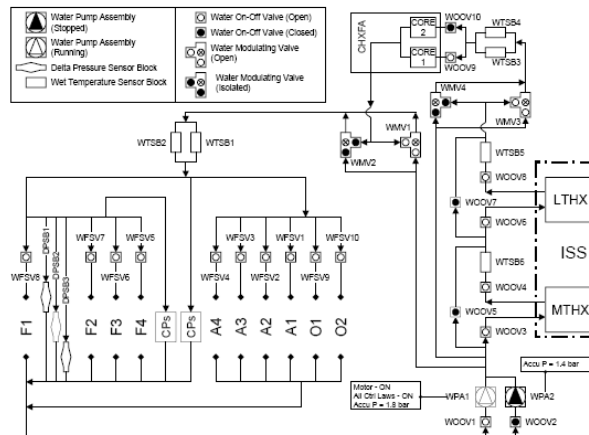 Water Pump Assembly
(Stopped)
Water Pump Assembly
(Running)
Delta Pressure Sensor Block
Wet Temperature Sensor Block
Water On-Off Valve (Open)
Water On-Off Valve (Closed)
Water Modulating Valve
(Open)
Water Modulating Valve
(Isolated)
CHXFA
CORE
2
CORE
1
WOOV10
WOOV9
WTSB4
WTSB3
WMV4
WMV3
WMV1
WMV2
WTSB2
WTSB1
WTSB5
WOOV8
WOOV7
WOOV6
WTSB6
WOOV4
WOOV5
WOOV3
LTHX
ISS
MTHX
DPSB1
DPSB2
DPSB3
WFSV8
WFSV7
WFSV6
WFSV5
WFSV4
WFSV3
WFSV2
WFSV1
WFSV9
WFSV10
F1
F2
F3
F4
CPs
CPs
A4
A3
A2
A1
O1
O2
Motor - ON
All Ctrl Laws - ON
Accu P = 1.8 bar
Accu P = 1.4 bar
WPA1
WPA2
WOOV1
WOOV2